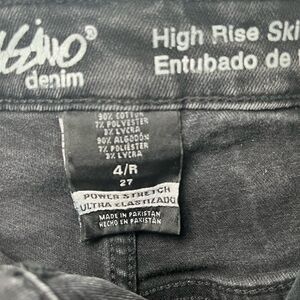 denim
High Rise Ski
Entubado de
90% COTTON
7% POLYESTER
3% LYCRA
90% ALGODÓN
7% POLIÉSTER
3% LYCRA
4/R
27
POWER STRETCH
ULTRA ELASTIZADO
MADE IN PAKISTAN
HECHO EN PAKISTÁN